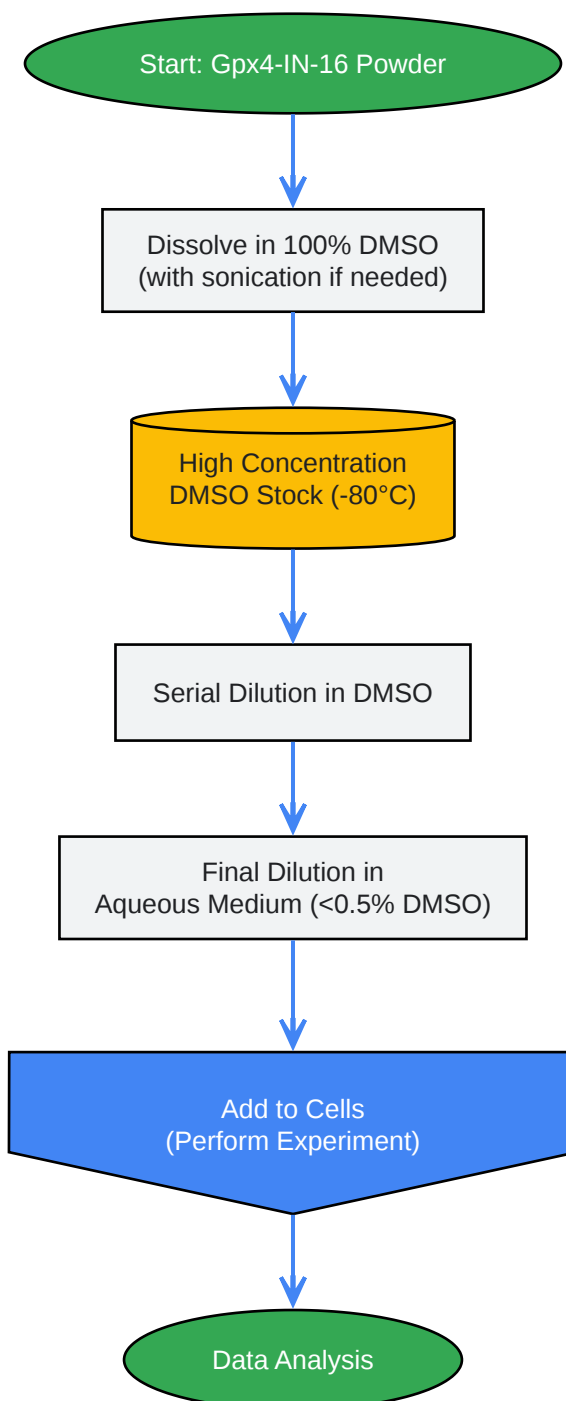 Start: Gpx4-IN-16 Powder
Dissolve in 100% DMSO
(with sonication if needed)
High Concentration
DMSO Stock (-80°C)
Serial Dilution in DMSO
Final Dilution in
Aqueous Medium (<0.5% DMSO)
Add to Cells
(Perform Experiment)
Data Analysis